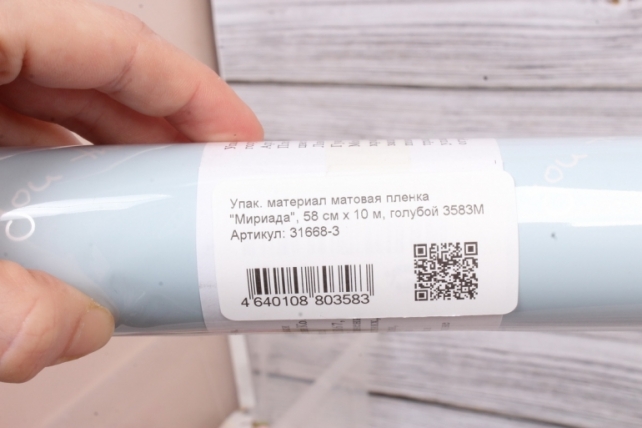 Упак. материал матовая пленка
"Мириада", 58 см х 10 м, голубой 3583М
Артикул: 31668-3
4 640108 803583